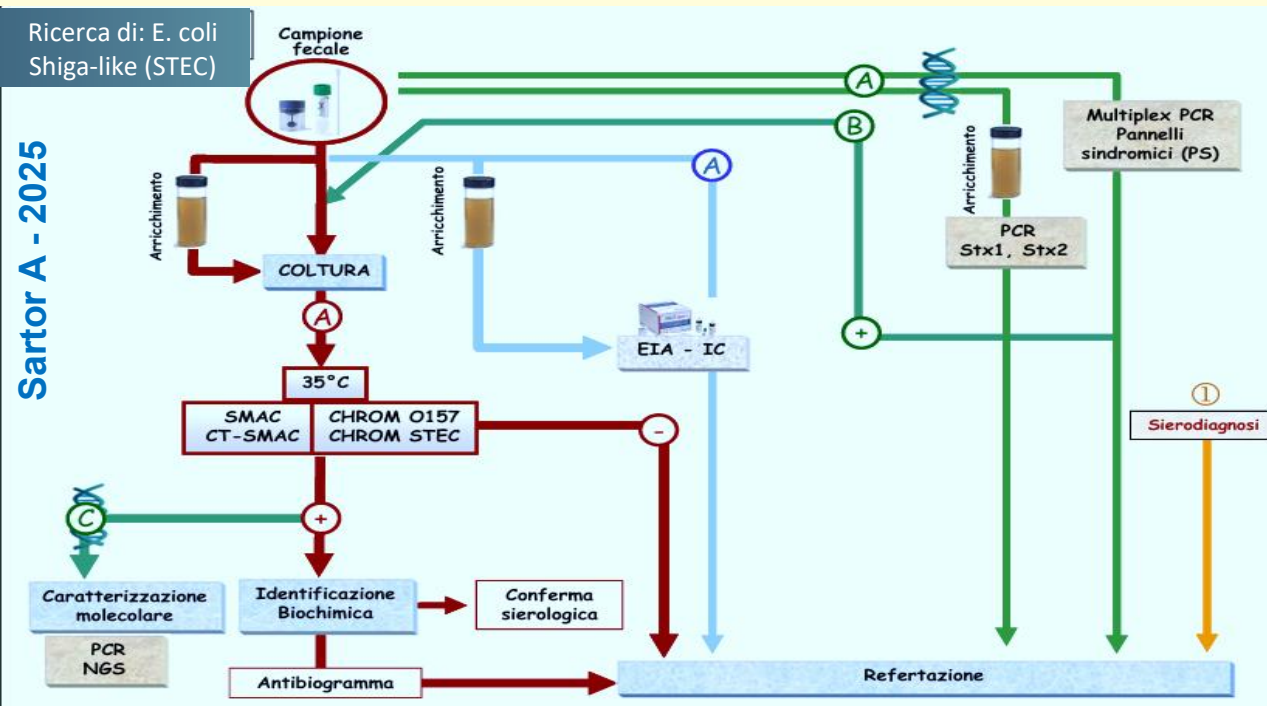 Ricerca di: E. coli
Shiga-like (STEC)
Sartor A - 2025
Campione
fecale
A
B
A
Multiplex PCR
Pannelli
sindromici (PS)
Arricchimento
Arricchimento
Arricchimento
PCR
Stx1, Stx2
COLTURA
A
+
EIA - IC
35°C
SMAC
CT-SMAC
CHROM O157
CHROM STEC
-
①
Sierodiagnosi
C
+
Caratterizzazione
molecolare
PCR
NGS
Identificazione
Biochimica
Conferma
sierologica
Antibiogramma
Refertazione